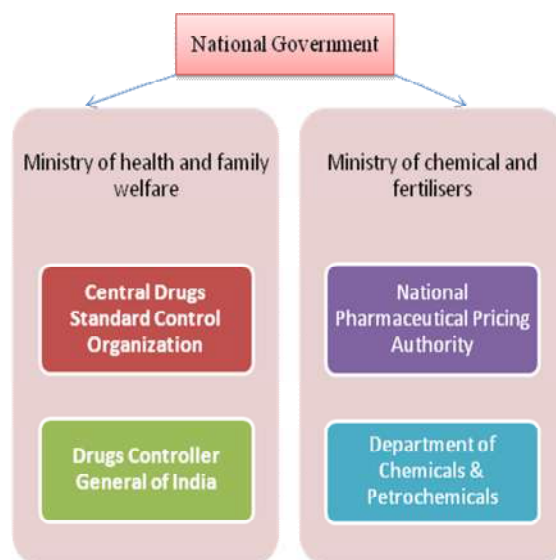 National Government
Ministry of health and family
welfare
Central Drugs
Standard Control
Organization
Drugs Controller
General of India
Ministry of chemical and
fertilisers
National
Pharmaceutical Pricing
Authority
Department of
Chemicals &
Petrochemicals